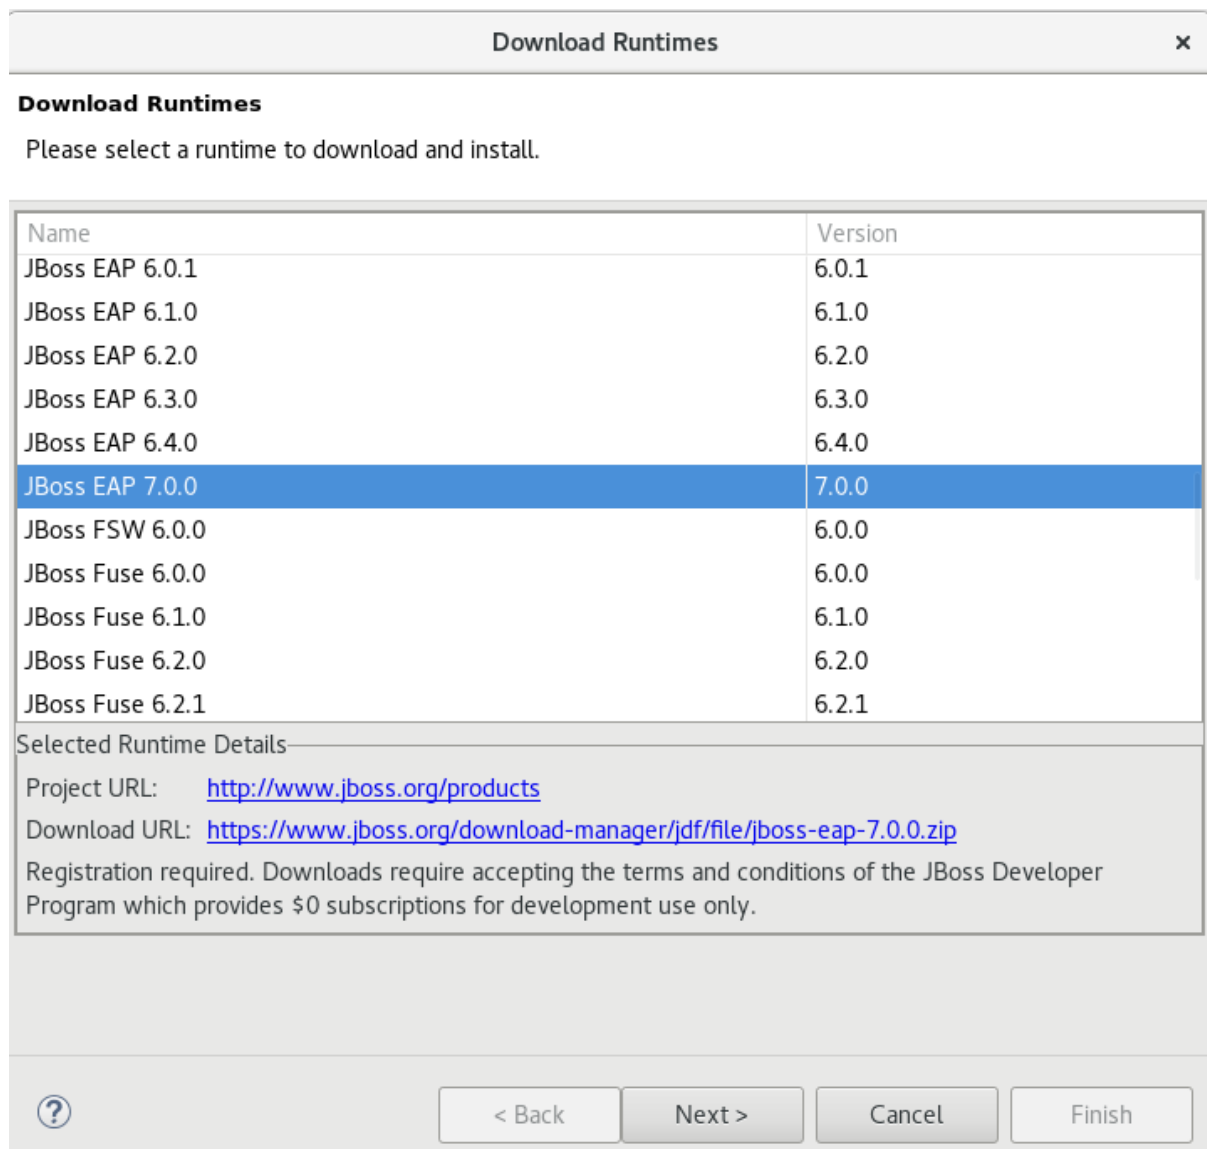 Download Runtimes ×
Download Runtimes
Please select a runtime to download and install.
Name Version
JBoss EAP 6.0.1 6.0.1
JBoss EAP 6.1.0 6.1.0
JBoss EAP 6.2.0 6.2.0
JBoss EAP 6.3.0 6.3.0
JBoss EAP 6.4.0 6.4.0
JBoss EAP 7.0.0 7.0.0
JBoss FSW 6.0.0 6.0.0
JBoss Fuse 6.0.0 6.0.0
JBoss Fuse 6.1.0 6.1.0
JBoss Fuse 6.2.0 6.2.0
JBoss Fuse 6.2.1 6.2.1
Selected Runtime Details
Project URL: http://www.jboss.org/products
Download URL: https://www.jboss.org/download-manager/jdf/file/jboss-eap-7.0.0.zip
Registration required. Downloads require accepting the terms and conditions of the JBoss Developer
Program which provides $0 subscriptions for development use only.
? < Back Next > Cancel Finish